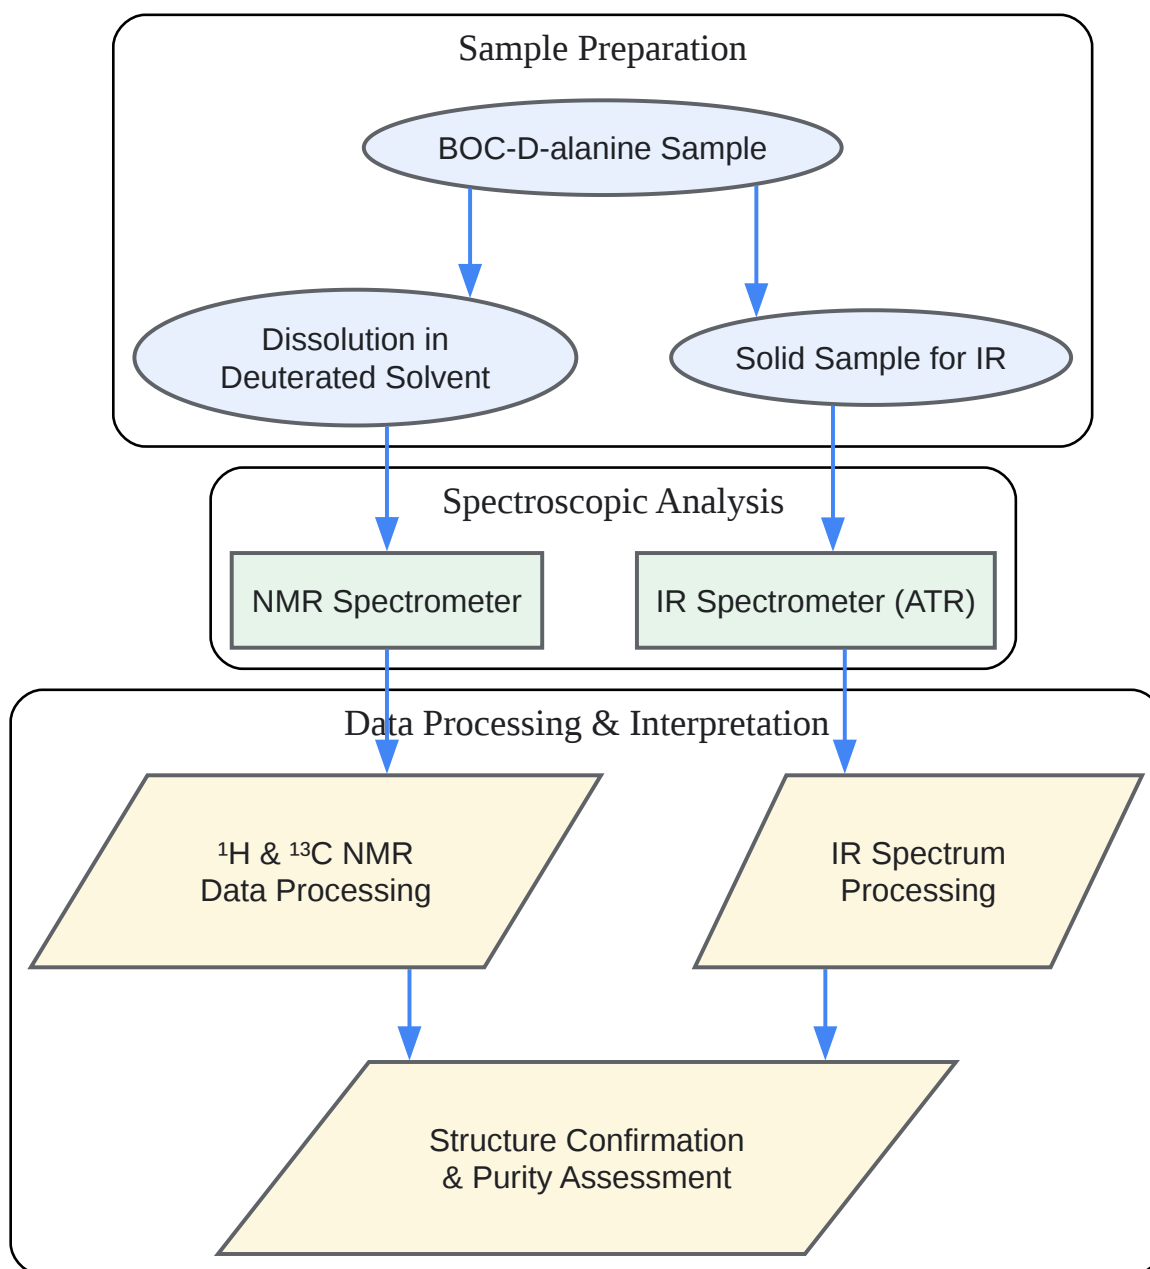 Sample Preparation
BOC-D-alanine Sample
Dissolution in
Deuterated Solvent
Solid Sample for IR
Spectroscopic Analysis
NMR Spectrometer
IR Spectrometer (ATR)
Data Processing & Interpretation
¹H & ¹³C NMR
Data Processing
IR Spectrum
Processing
Structure Confirmation
& Purity Assessment